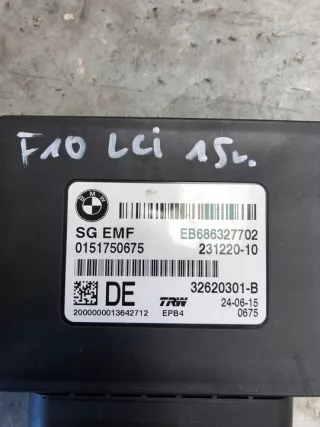 F10 LCi 15r.
BMW
SG EMF EB686327702
0151750675 231220-10
32620301-B
DE TRW 24-06-15
2000000013642712 EPB4 0675